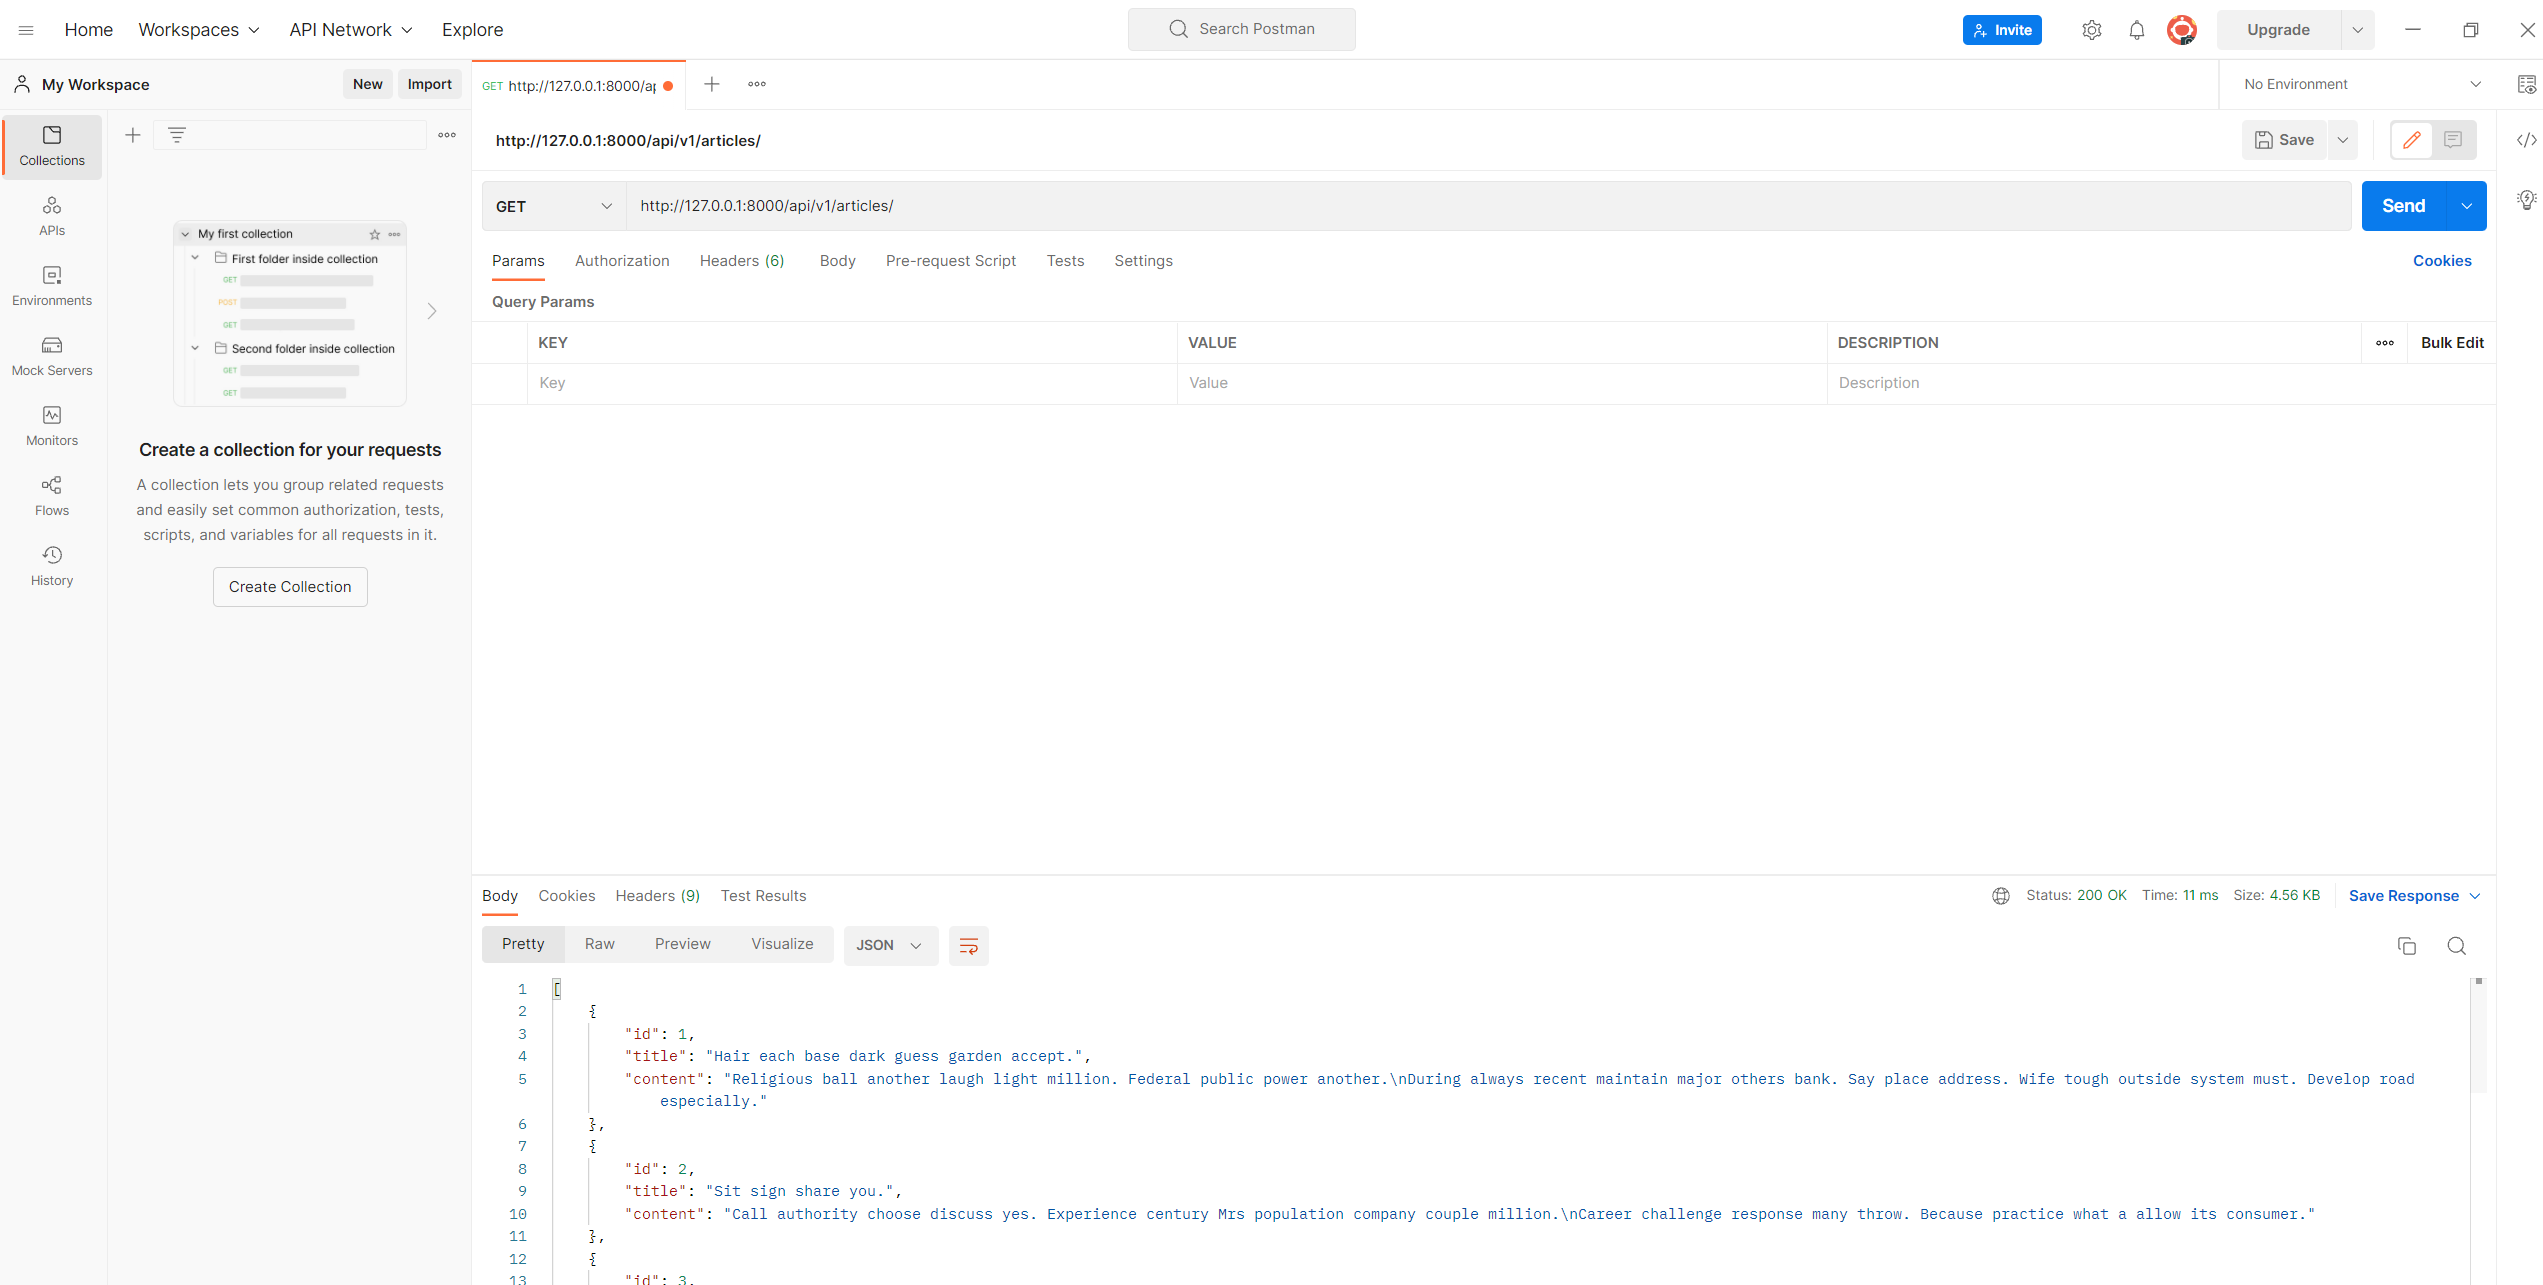 Home Workspaces API Network Explore Search Postman Invite Upgrade
My Workspace New Import GET http://127.0.0.1:8000/ap No Environment
Collections
APIs
Environments
Mock Servers
Monitors
Flows
History
My first collection
First folder inside collection
GET
POST
GET
Second folder inside collection
GET
GET
Create a collection for your requests
A collection lets you group related requests
and easily set common authorization, tests,
scripts, and variables for all requests in it.
Create Collection
http://127.0.0.1:8000/api/v1/articles/ Save
GET http://127.0.0.1:8000/api/v1/articles/ Send
Params Authorization Headers (6) Body Pre-request Script Tests Settings Cookies
Query Params
KEY VALUE DESCRIPTION Bulk Edit
Key Value Description
Body Cookies Headers (9) Test Results Status: 200 OK Time: 11 ms Size: 4.56 KB Save Response
Pretty Raw Preview Visualize JSON
1 [
2 {
3 "id": 1,
4 "title": "Hair each base dark guess garden accept.",
5 "content": "Religious ball another laugh light million. Federal public power another.\nDuring always recent maintain major others bank. Say place address. Wife tough outside system must. Develop road
especially."
6 },
7 {
8 "id": 2,
9 "title": "Sit sign share you.",
10 "content": "Call authority choose discuss yes. Experience century Mrs population company couple million.\nCareer challenge response many throw. Because practice what a allow its consumer."
11 },
12 {
13 "id": 3,